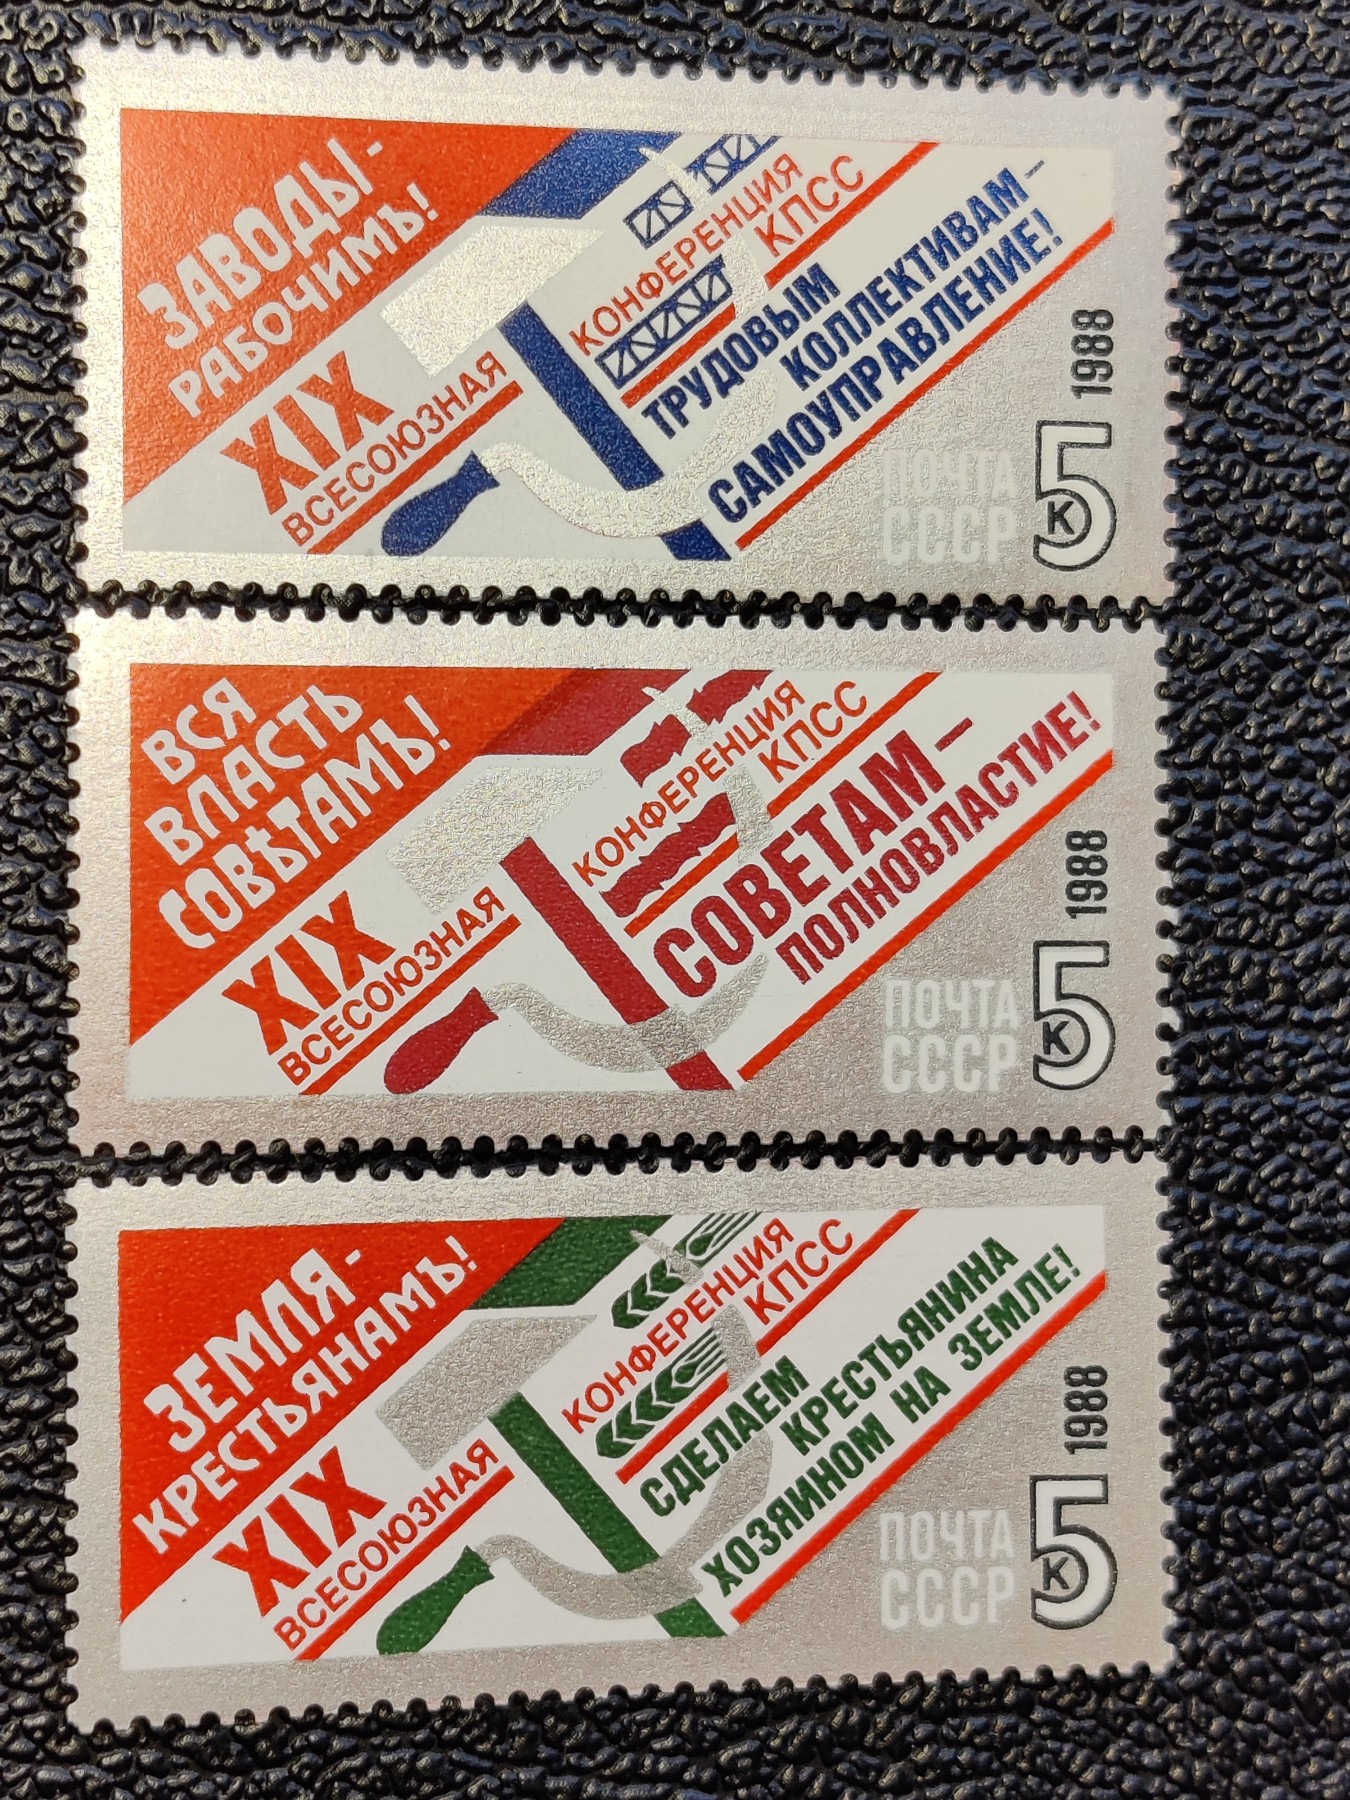 ЗАВОДЫ -
РАБОЧИМЪ!
XIX
ВСЕСОЮЗНАЯ
КОНФЕРЕНЦИЯ
КПСС
ТРУДОВЫМ
КОЛЛЕКТИВАМ —
САМОУПРАВЛЕНИЕ!
1988
ПОЧТА
СССР
5 К
ВСЯ
ВЛАСТЬ
СОВѢТАМЪ!
XIX
ВСЕСОЮЗНАЯ
КОНФЕРЕНЦИЯ
КПСС
СОВЕТАМ —
ПОЛНОВЛАСТИЕ!
1988
ПОЧТА
СССР
5 К
ЗЕМЛЯ -
КРЕСТЬЯНАМЪ!
XIX
ВСЕСОЮЗНАЯ
КОНФЕРЕНЦИЯ
КПСС
СДЕЛАЕМ
КРЕСТЬЯНИНА
ХОЗЯИНОМ НА ЗЕМЛЕ!
1988
ПОЧТА
СССР
5 К